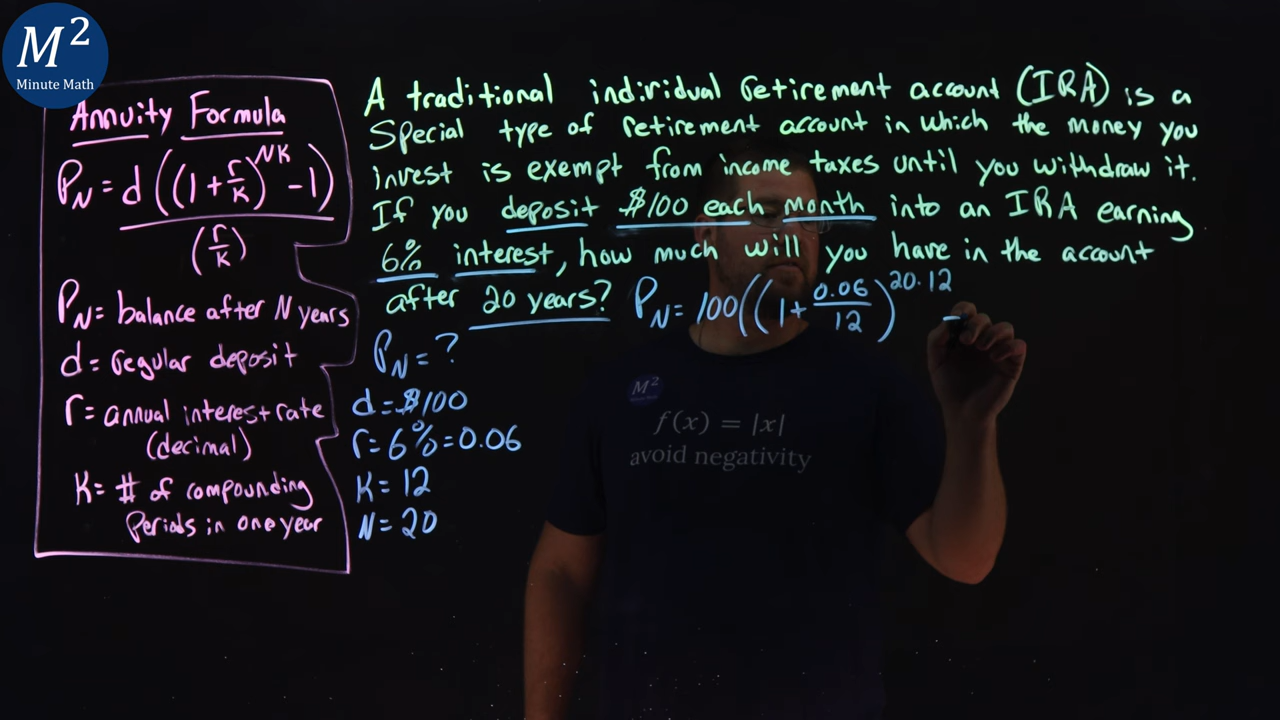 M²
Minute Math
Annuity Formula
P_N = d((1 + r/k)^NK - 1)
(r/k)
P_N = balance after N years
d = regular deposit
r = annual interest rate
(decimal)
K = # of compounding
Periods in one year
A traditional individual retirement account (IRA) is a
Special type of retirement account in which the money you
invest is exempt from income taxes until you withdraw it.
If you deposit $100 each month into an IRA earning
6% interest, how much will you have in the account
after 20 years?
P_N = 100((1 + 0.06/12)^20·12 -
P_N = ?
d = $100
r = 6% = 0.06
K = 12
N = 20
M²
f(x) = |x|
avoid negativity